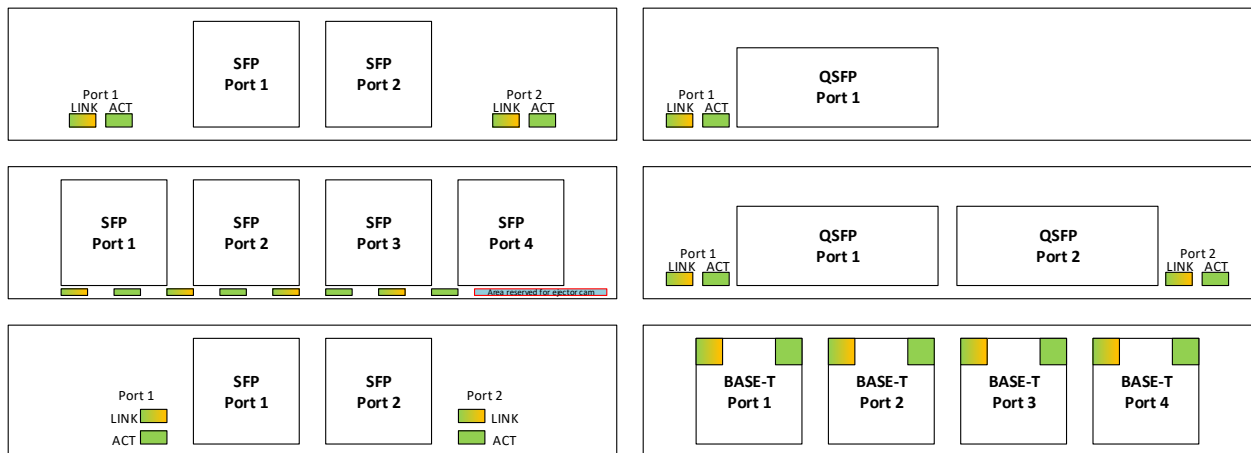 SFP
Port 1
SFP
Port 2
Port 1
LINK ACT
Port 2
LINK ACT
QSFP
Port 1
Port 1
LINK ACT
SFP
Port 1
SFP
Port 2
SFP
Port 3
SFP
Port 4
Area reserved for ejector cam
QSFP
Port 1
QSFP
Port 2
Port 1
LINK ACT
Port 2
LINK ACT
SFP
Port 1
SFP
Port 2
Port 1
LINK
ACT
Port 2
LINK
ACT
BASE-T
Port 1
BASE-T
Port 2
BASE-T
Port 3
BASE-T
Port 4